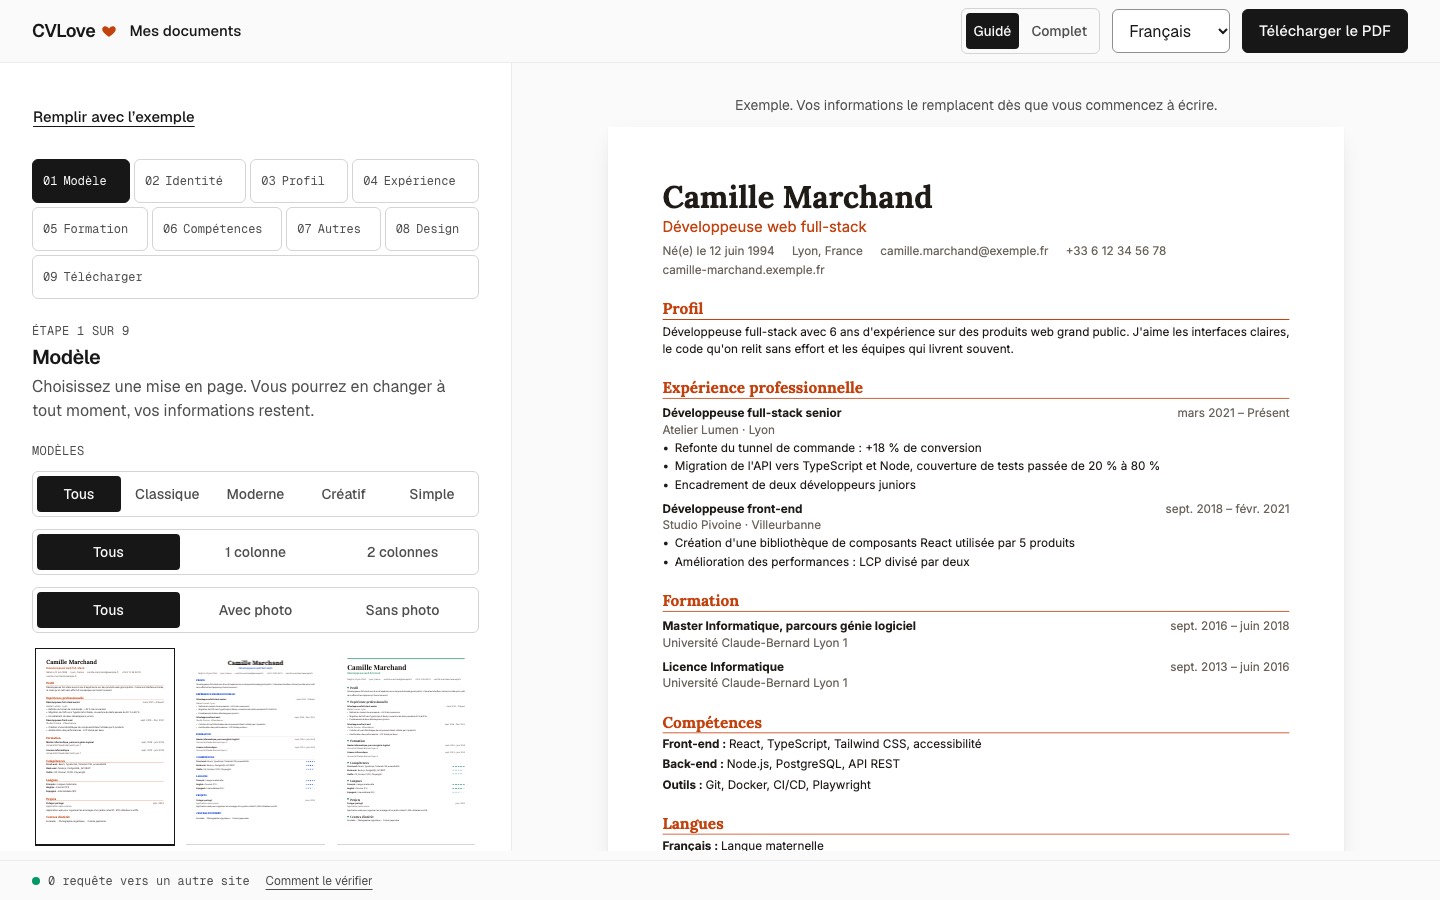 CVLove Mes documents
Guidé Complet
Français
Télécharger le PDF
Remplir avec l'exemple
01 Modèle
02 Identité
03 Profil
04 Expérience
05 Formation
06 Compétences
07 Autres
08 Design
09 Télécharger
ÉTAPE 1 SUR 9
Modèle
Choisissez une mise en page. Vous pourrez en changer à
tout moment, vos informations restent.
MODÈLES
Tous Classique Moderne Créatif Simple
Tous 1 colonne 2 colonnes
Tous Avec photo Sans photo
Camille Marchand
Camille Marchand
Camille Marchand
Exemple. Vos informations le remplacent dès que vous commencez à écrire.
Camille Marchand
Développeuse web full-stack
Né(e) le 12 juin 1994 Lyon, France camille.marchand@exemple.fr +33 6 12 34 56 78
camille-marchand.exemple.fr
Profil
Développeuse full-stack avec 6 ans d'expérience sur des produits web grand public. J'aime les interfaces claires,
le code qu'on relit sans effort et les équipes qui livrent souvent.
Expérience professionnelle
Développeuse full-stack senior mars 2021 – Présent
Atelier Lumen · Lyon
• Refonte du tunnel de commande : +18 % de conversion
• Migration de l'API vers TypeScript et Node, couverture de tests passée de 20 % à 80 %
• Encadrement de deux développeurs juniors
Développeuse front-end sept. 2018 – févr. 2021
Studio Pivoine · Villeurbanne
• Création d'une bibliothèque de composants React utilisée par 5 produits
• Amélioration des performances : LCP divisé par deux
Formation
Master Informatique, parcours génie logiciel sept. 2016 – juin 2018
Université Claude-Bernard Lyon 1
Licence Informatique sept. 2013 – juin 2016
Université Claude-Bernard Lyon 1
Compétences
Front-end : React, TypeScript, Tailwind CSS, accessibilité
Back-end : Node.js, PostgreSQL, API REST
Outils : Git, Docker, CI/CD, Playwright
Langues
Français : Langue maternelle
0 requête vers un autre site Comment le vérifier